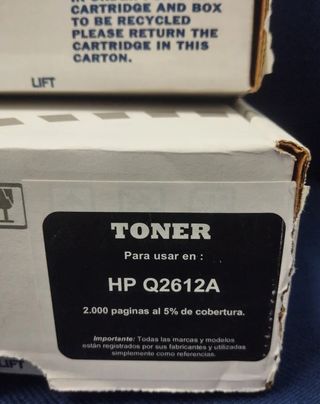 CARTRIDGE AND BOX
TO BE RECYCLED
PLEASE RETURN THE
CARTRIDGE IN THIS
CARTON.
LIFT
TONER
Para usar en :
HP Q2612A
2.000 paginas al 5% de cobertura.
Importante: Todas las marcas y modelos
están registrados por sus fabricantes y utilizadas
simplemente como referencias.
LIFT